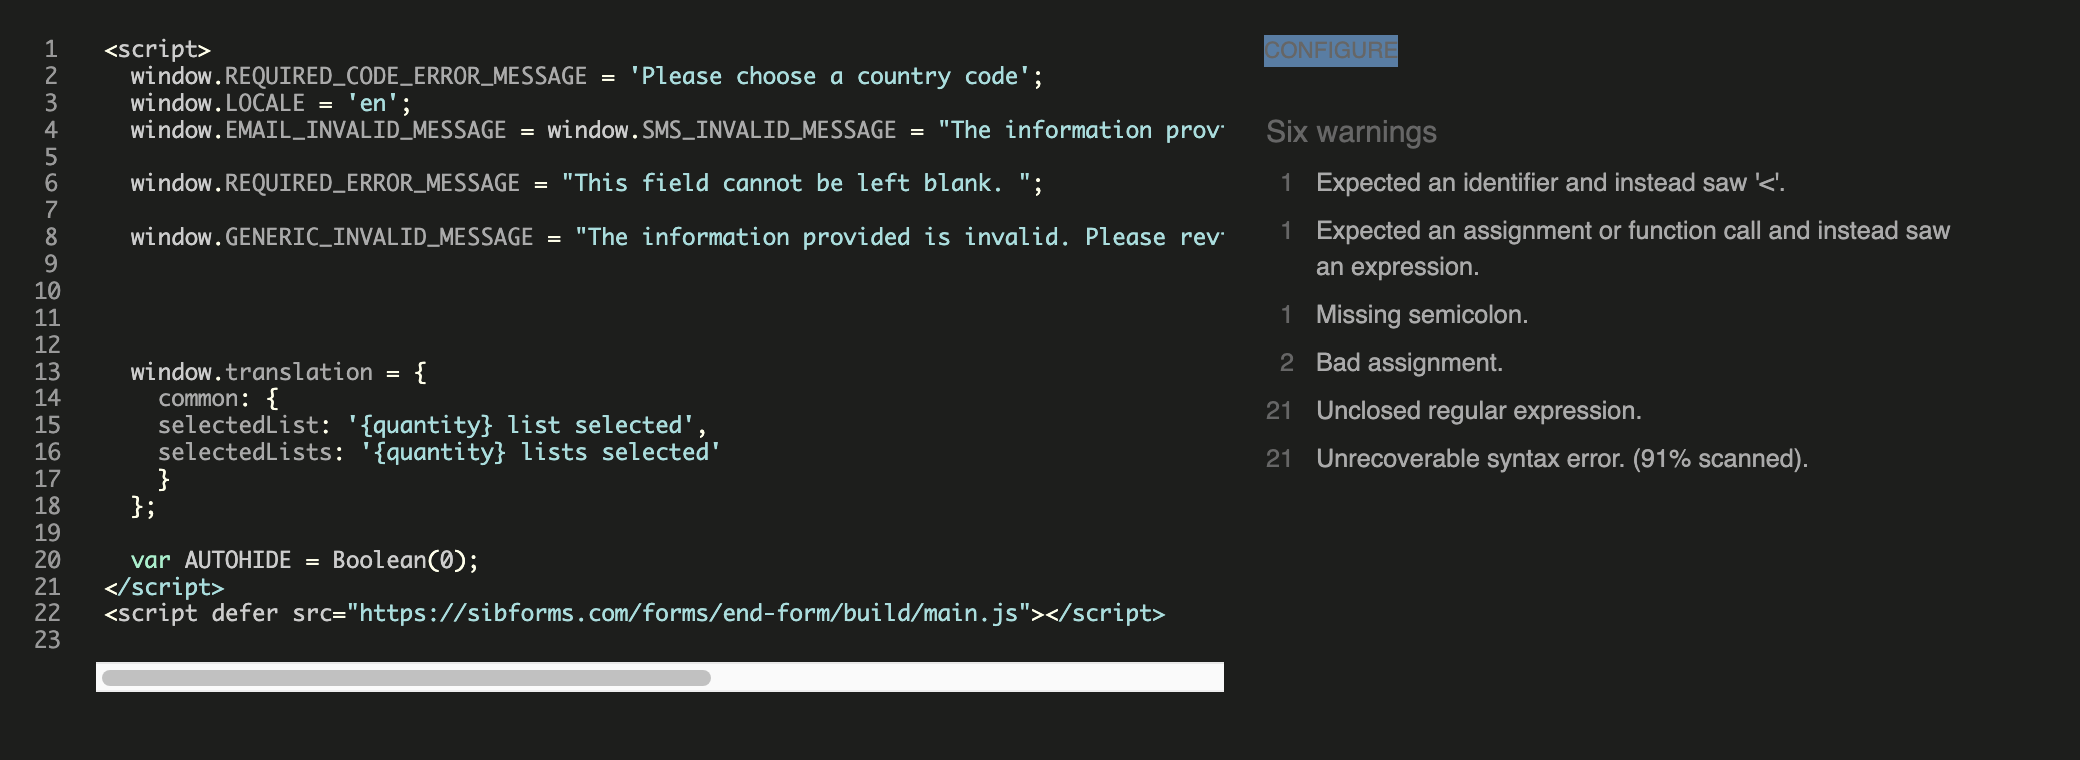 1 <script>
2 window.REQUIRED_CODE_ERROR_MESSAGE = 'Please choose a country code';
3 window.LOCALE = 'en';
4 window.EMAIL_INVALID_MESSAGE = window.SMS_INVALID_MESSAGE = "The information
5
6 window.REQUIRED_ERROR_MESSAGE = "This field cannot be left blank. ";
7
8 window.GENERIC_INVALID_MESSAGE = "The information provided is invalid. Please
9
10
11
12
13 window.translation = {
14 common: {
15 selectedList: '{quantity} list selected',
16 selectedLists: '{quantity} lists selected'
17 }
18 };
19
20 var AUTOHIDE = Boolean(0);
21 </script>
22 <script defer src="https://sibforms.com/forms/end-form/build/main.js"></script>
23
CONFIGURE
Six warnings
1 Expected an identifier and instead saw '<'.
1 Expected an assignment or function call and instead saw
an expression.
1 Missing semicolon.
2 Bad assignment.
21 Unclosed regular expression.
21 Unrecoverable syntax error. (91% scanned).